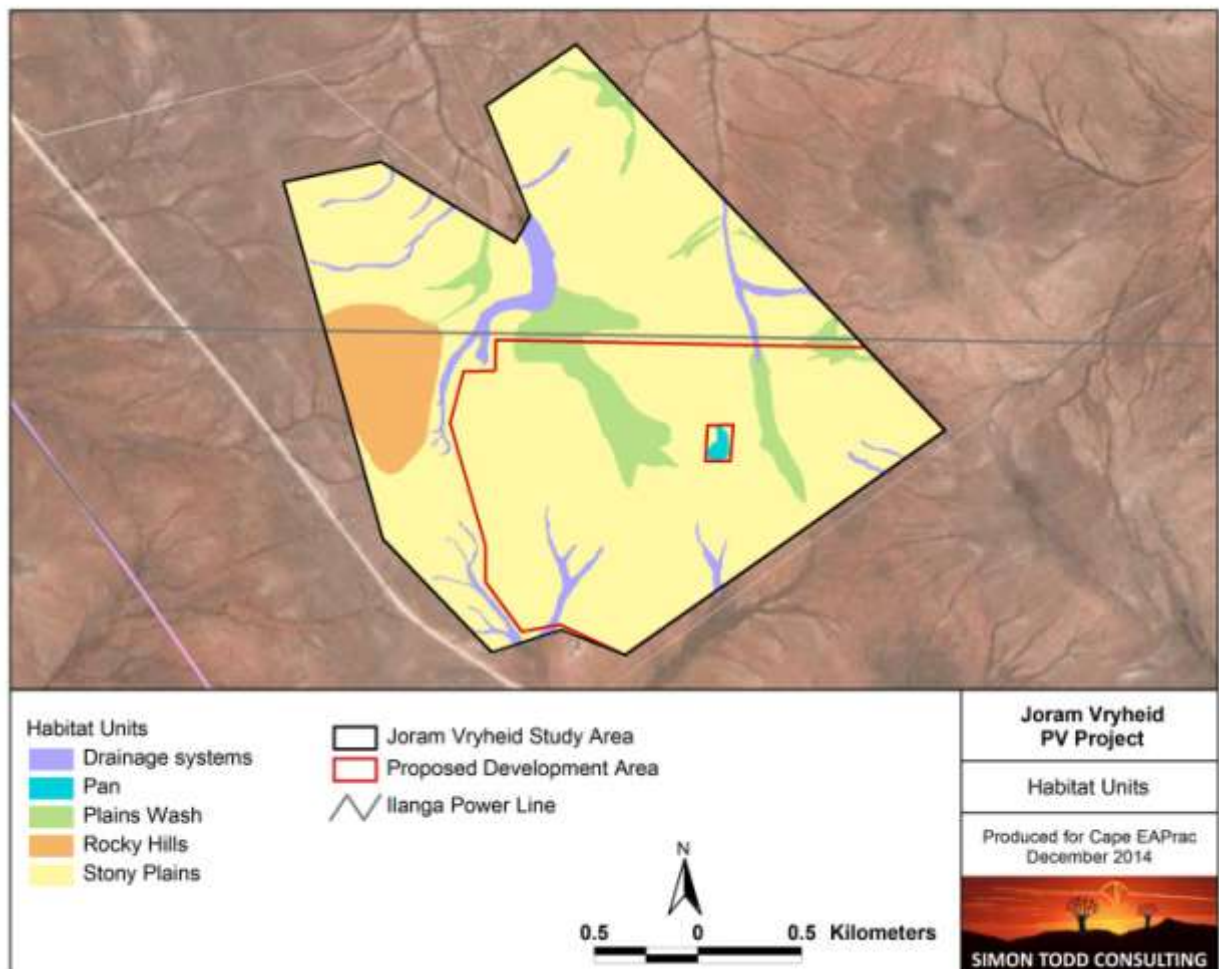 Habitat Units
Drainage systems
Pan
Plains Wash
Rocky Hills
Stony Plains
Joram Vryheid Study Area
Proposed Development Area
Ilanga Power Line
N
0.5 0 0.5 Kilometers
Joram Vryheid
PV Project
Habitat Units
Produced for Cape EAPrac
December 2014
SIMON TODD CONSULTING